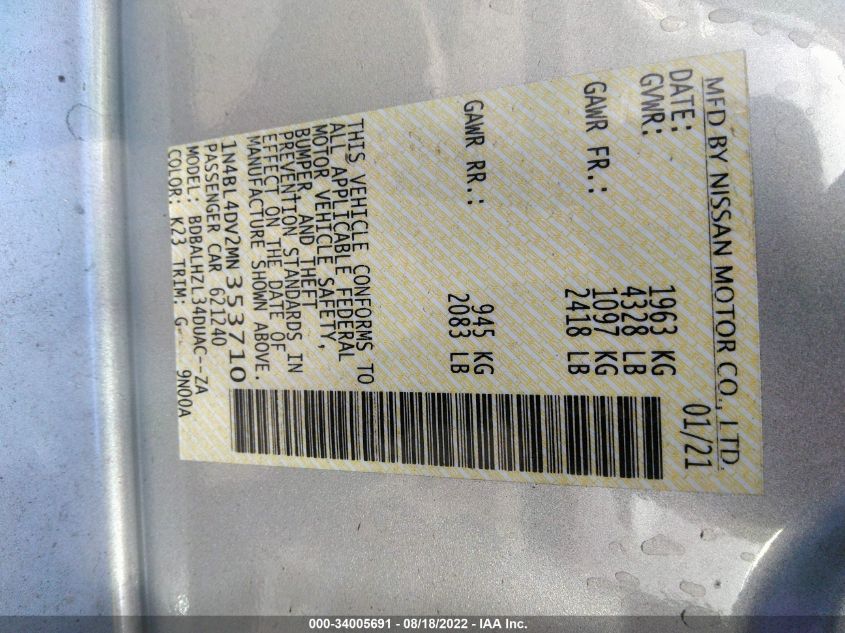 MFD BY NISSAN MOTOR CO., LTD.
DATE: 01/21
GVWR: 1963 KG
4328 LB
GAWR FR.: 1097 KG
2418 LB
GAWR RR.: 945 KG
2083 LB
THIS VEHICLE CONFORMS TO
ALL APPLICABLE FEDERAL
MOTOR VEHICLE SAFETY,
BUMPER, AND THEFT
PREVENTION STANDARDS IN
EFFECT ON THE DATE OF
MANUFACTURE SHOWN ABOVE.
1N4BL4DV2MN353710
PASSENGER CAR 621240
MODEL: BDBALHZL34DUAC--ZA
COLOR: K23 TRIM: G- 9N00A
000-34005691 - 08/18/2022 - IAA Inc.